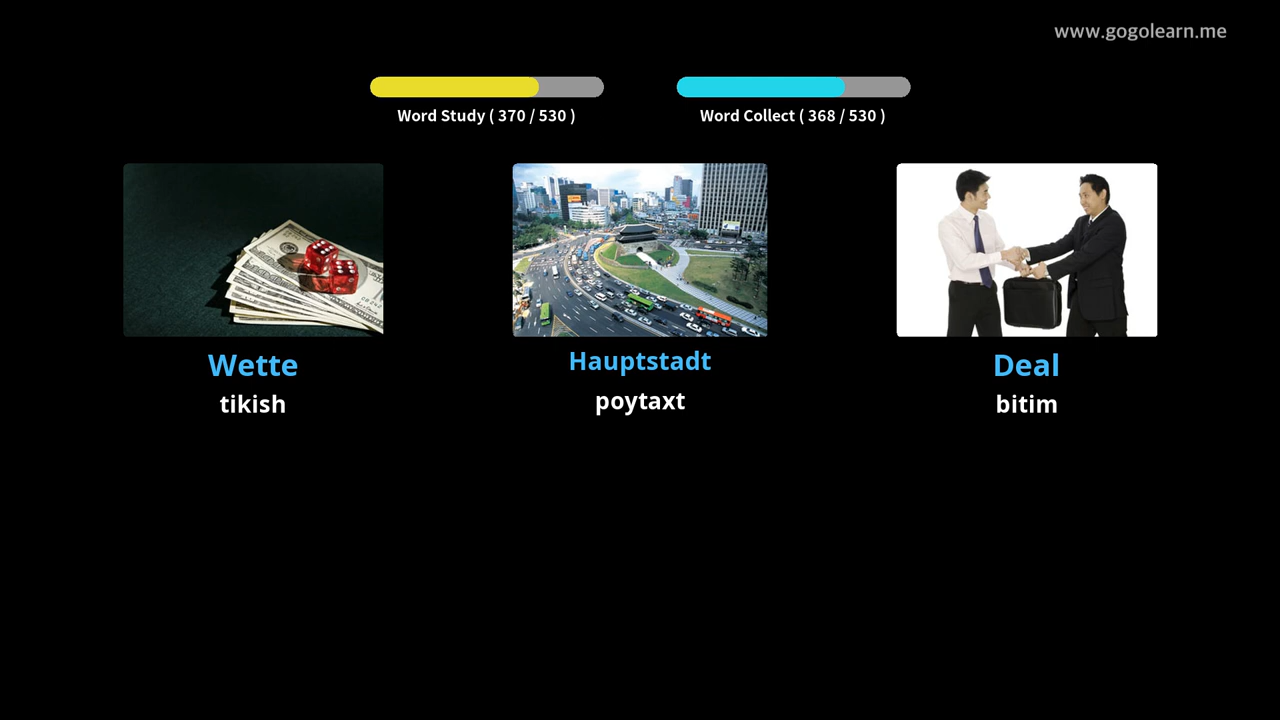 www.gogolearn.me
Word Study ( 370 / 530 )
Word Collect ( 368 / 530 )
Wette
tikish
Hauptstadt
poytaxt
Deal
bitim